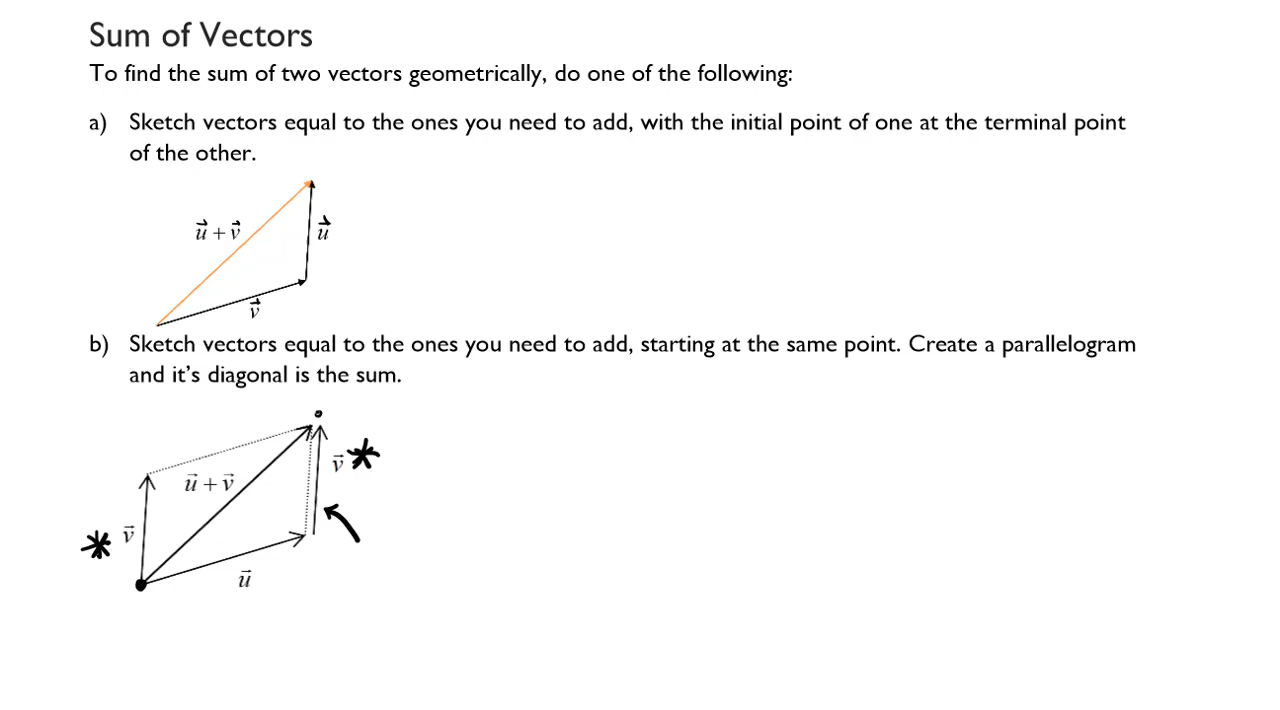 Sum of Vectors
To find the sum of two vectors geometrically, do one of the following:
a) Sketch vectors equal to the ones you need to add, with the initial point of one at the terminal point
of the other.
u⃗ + v⃗
u⃗
v⃗
b) Sketch vectors equal to the ones you need to add, starting at the same point. Create a parallelogram
and it’s diagonal is the sum.
v⃗ *
u⃗ + v⃗
* v⃗
u⃗